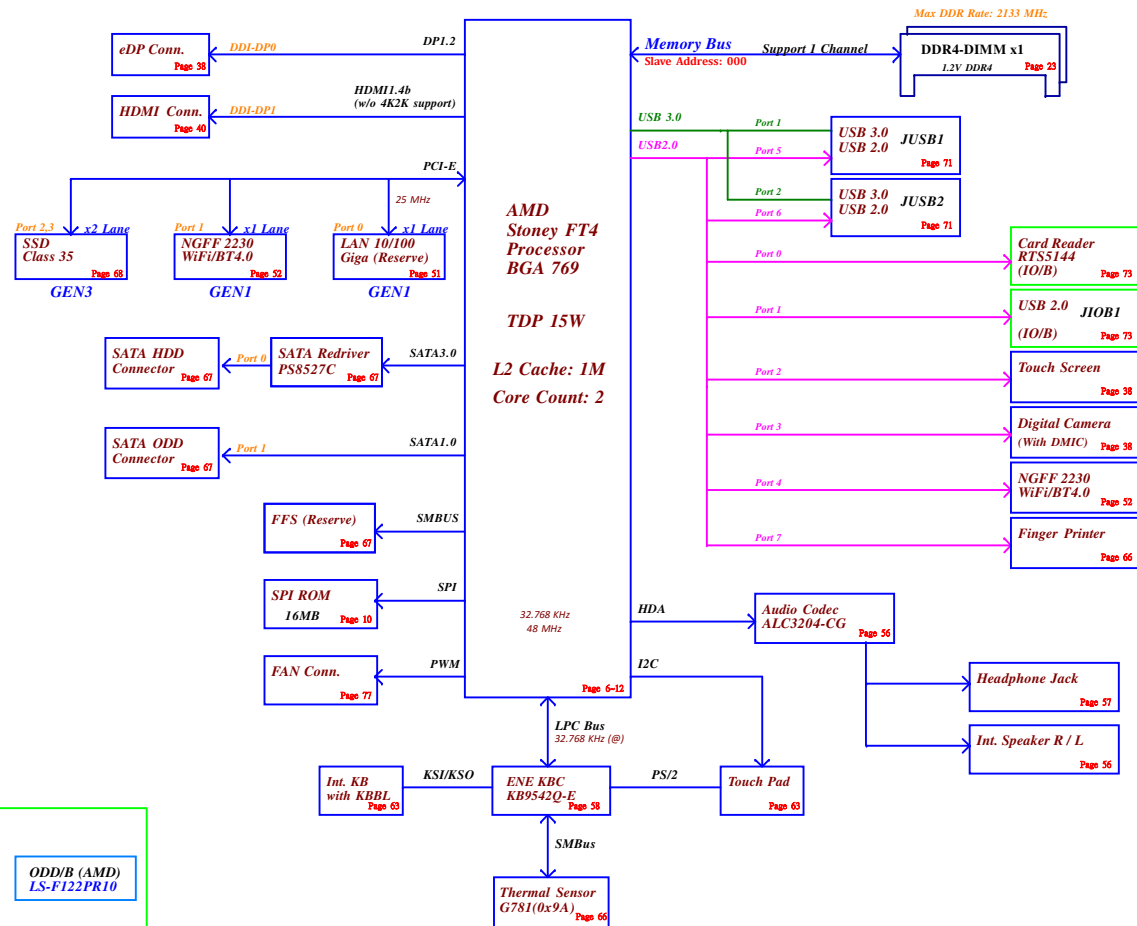 Max DDR Rate: 2133 MHz
eDP Conn.
Page 38
DDI-DP0
DP1.2
HDMI Conn.
Page 40
DDI-DP1
HDMI1.4b
(w/o 4K2K support)
PCI-E
25 MHz
Port 2,3
x2 Lane
SSD
Class 35
Page 68
GEN3
Port 1
x1 Lane
NGFF 2230
WiFi/BT4.0
Page 52
GEN1
Port 0
x1 Lane
LAN 10/100
Giga (Reserve)
Page 51
GEN1
SATA HDD
Connector
Page 67
Port 0
SATA Redriver
PS8527C
Page 67
SATA3.0
SATA ODD
Connector
Page 67
Port 1
SATA1.0
FFS (Reserve)
Page 67
SMBUS
SPI ROM
16MB
Page 10
SPI
FAN Conn.
Page 77
PWM
AMD
Stoney FT4
Processor
BGA 769
TDP 15W
L2 Cache: 1M
Core Count: 2
32.768 KHz
48 MHz
Page 6~12
Memory Bus
Slave Address: 000
Support 1 Channel
DDR4-DIMM x1
1.2V DDR4
Page 23
USB 3.0
USB2.0
Port 1
Port 5
USB 3.0
USB 2.0
JUSB1
Page 71
Port 2
Port 6
USB 3.0
USB 2.0
JUSB2
Page 71
Port 0
Card Reader
RTS5144
(IO/B)
Page 73
Port 1
USB 2.0
JIOB1
(IO/B)
Page 73
Port 2
Touch Screen
Page 38
Port 3
Digital Camera
(With DMIC)
Page 38
Port 4
NGFF 2230
WiFi/BT4.0
Page 52
Port 7
Finger Printer
Page 66
HDA
Audio Codec
ALC3204-CG
Page 56
I2C
Headphone Jack
Page 57
Int. Speaker R / L
Page 56
LPC Bus
32.768 KHz (@)
Int. KB
with KBBL
Page 63
KSI/KSO
ENE KBC
KB9542Q-E
Page 58
PS/2
Touch Pad
Page 63
SMBus
Thermal Sensor
G781(0x9A)
Page 66
ODD/B (AMD)
LS-F122PR10